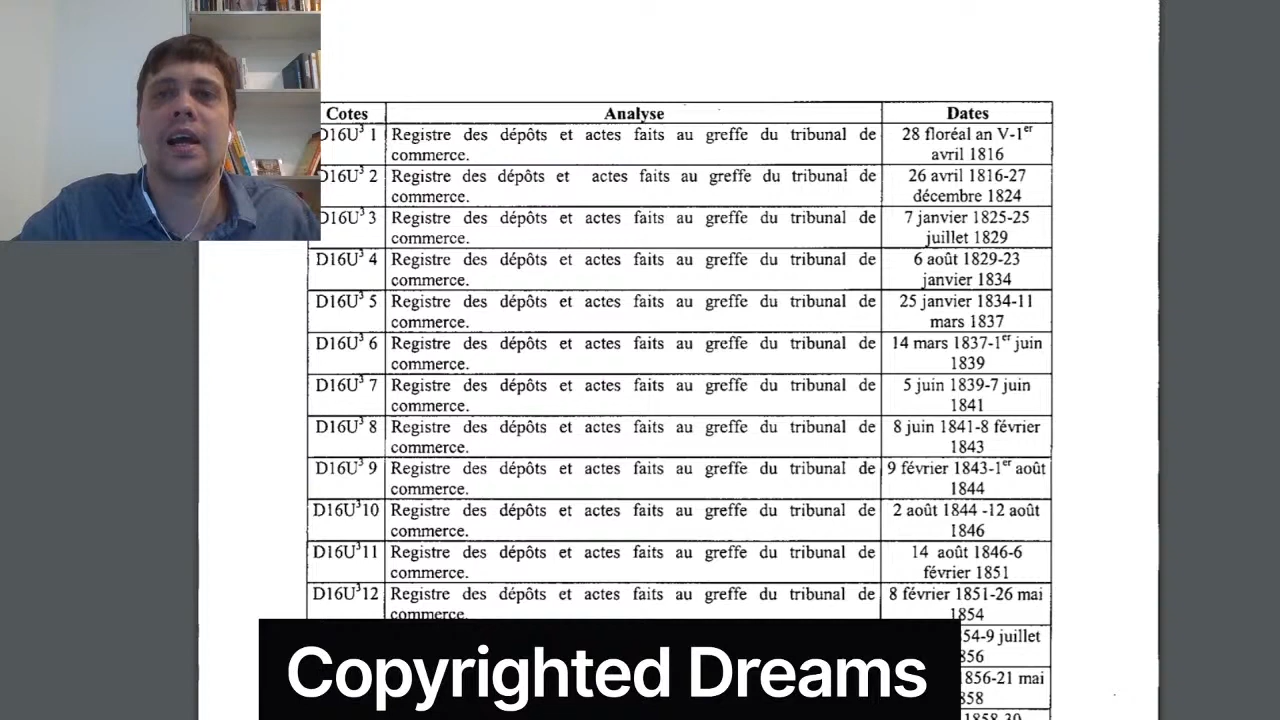 Cotes Analyse Dates
D16U³ 1 Registre des dépôts et actes faits au greffe du tribunal de 28 floréal an V-1er
commerce. avril 1816
D16U³ 2 Registre des dépôts et actes faits au greffe du tribunal de 26 avril 1816-27
commerce. décembre 1824
D16U³ 3 Registre des dépôts et actes faits au greffe du tribunal de 7 janvier 1825-25
commerce. juillet 1829
D16U³ 4 Registre des dépôts et actes faits au greffe du tribunal de 6 août 1829-23
commerce. janvier 1834
D16U³ 5 Registre des dépôts et actes faits au greffe du tribunal de 25 janvier 1834-11
commerce. mars 1837
D16U³ 6 Registre des dépôts et actes faits au greffe du tribunal de 14 mars 1837-1er juin
commerce. 1839
D16U³ 7 Registre des dépôts et actes faits au greffe du tribunal de 5 juin 1839-7 juin
commerce. 1841
D16U³ 8 Registre des dépôts et actes faits au greffe du tribunal de 8 juin 1841-8 février
commerce. 1843
D16U³ 9 Registre des dépôts et actes faits au greffe du tribunal de 9 février 1843-1er août
commerce. 1844
D16U³10 Registre des dépôts et actes faits au greffe du tribunal de 2 août 1844 -12 août
commerce. 1846
D16U³11 Registre des dépôts et actes faits au greffe du tribunal de 14 août 1846-6
commerce. février 1851
D16U³12 Registre des dépôts et actes faits au greffe du tribunal de 8 février 1851-26 mai
commerce. 1854
54-9 juillet
856
1856-21 mai
858
Copyrighted Dreams